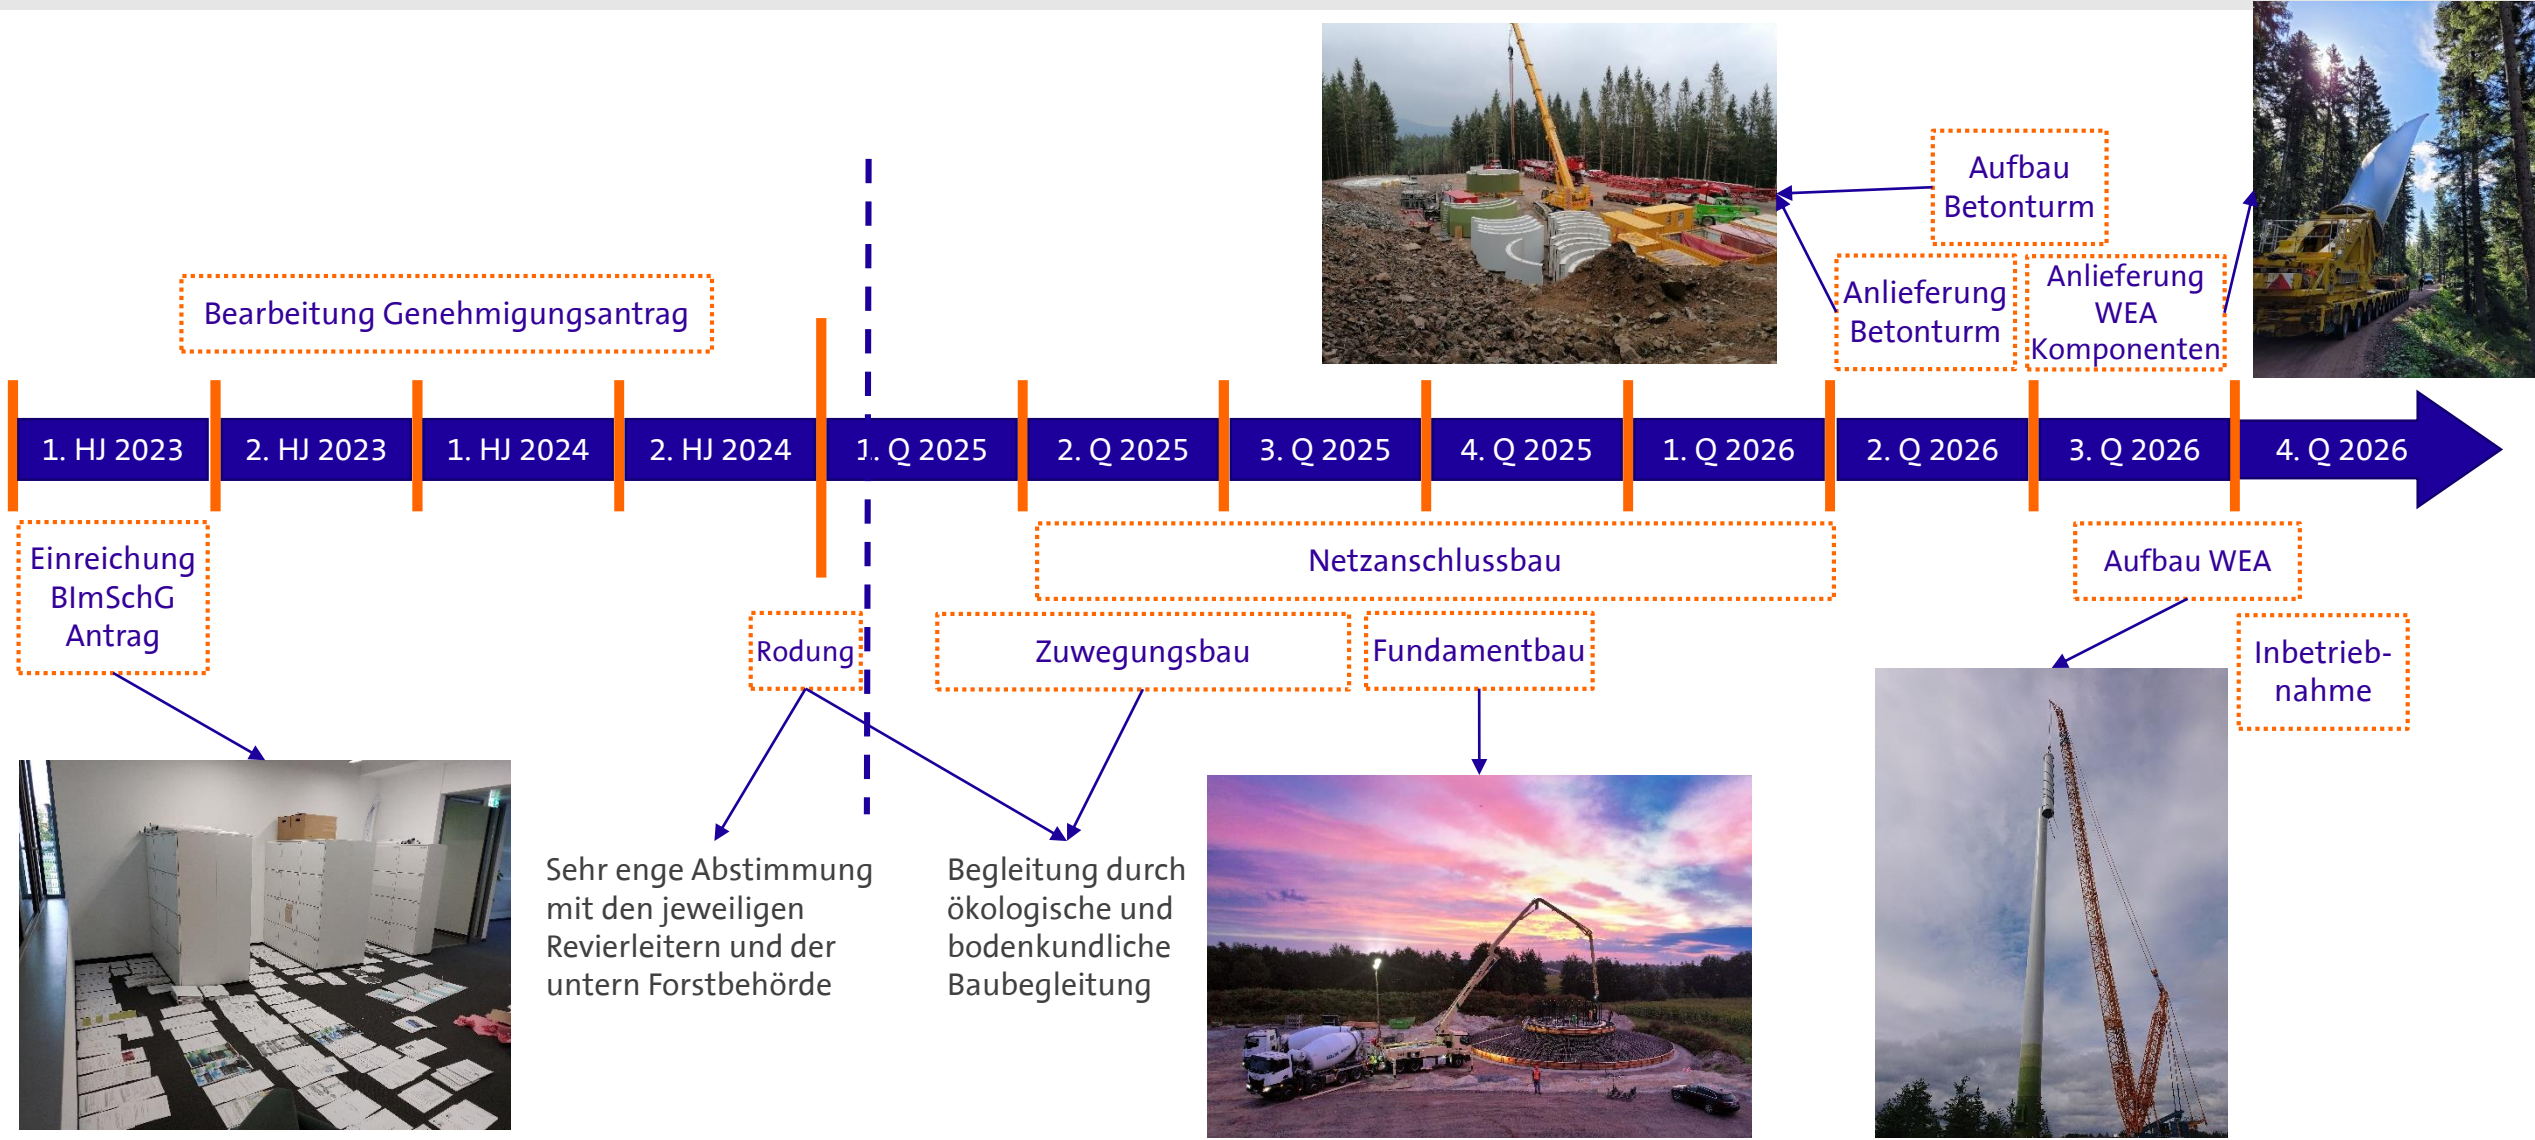 Aufbau
Betonturm
Anlieferung
Betonturm
Anlieferung
WEA
Komponenten
Bearbeitung Genehmigungsantrag
1. HJ 2023
2. HJ 2023
1. HJ 2024
2. HJ 2024
1. Q 2025
2. Q 2025
3. Q 2025
4. Q 2025
1. Q 2026
2. Q 2026
3. Q 2026
4. Q 2026
Einreichung
BImSchG
Antrag
Netzanschlussbau
Aufbau WEA
Rodung
Zuwegungsbau
Fundamentbau
Inbetrieb-
nahme
Sehr enge Abstimmung
mit den jeweiligen
Revierleitern und der
untern Forstbehörde
Begleitung durch
ökologische und
bodenkundliche
Baubegleitung